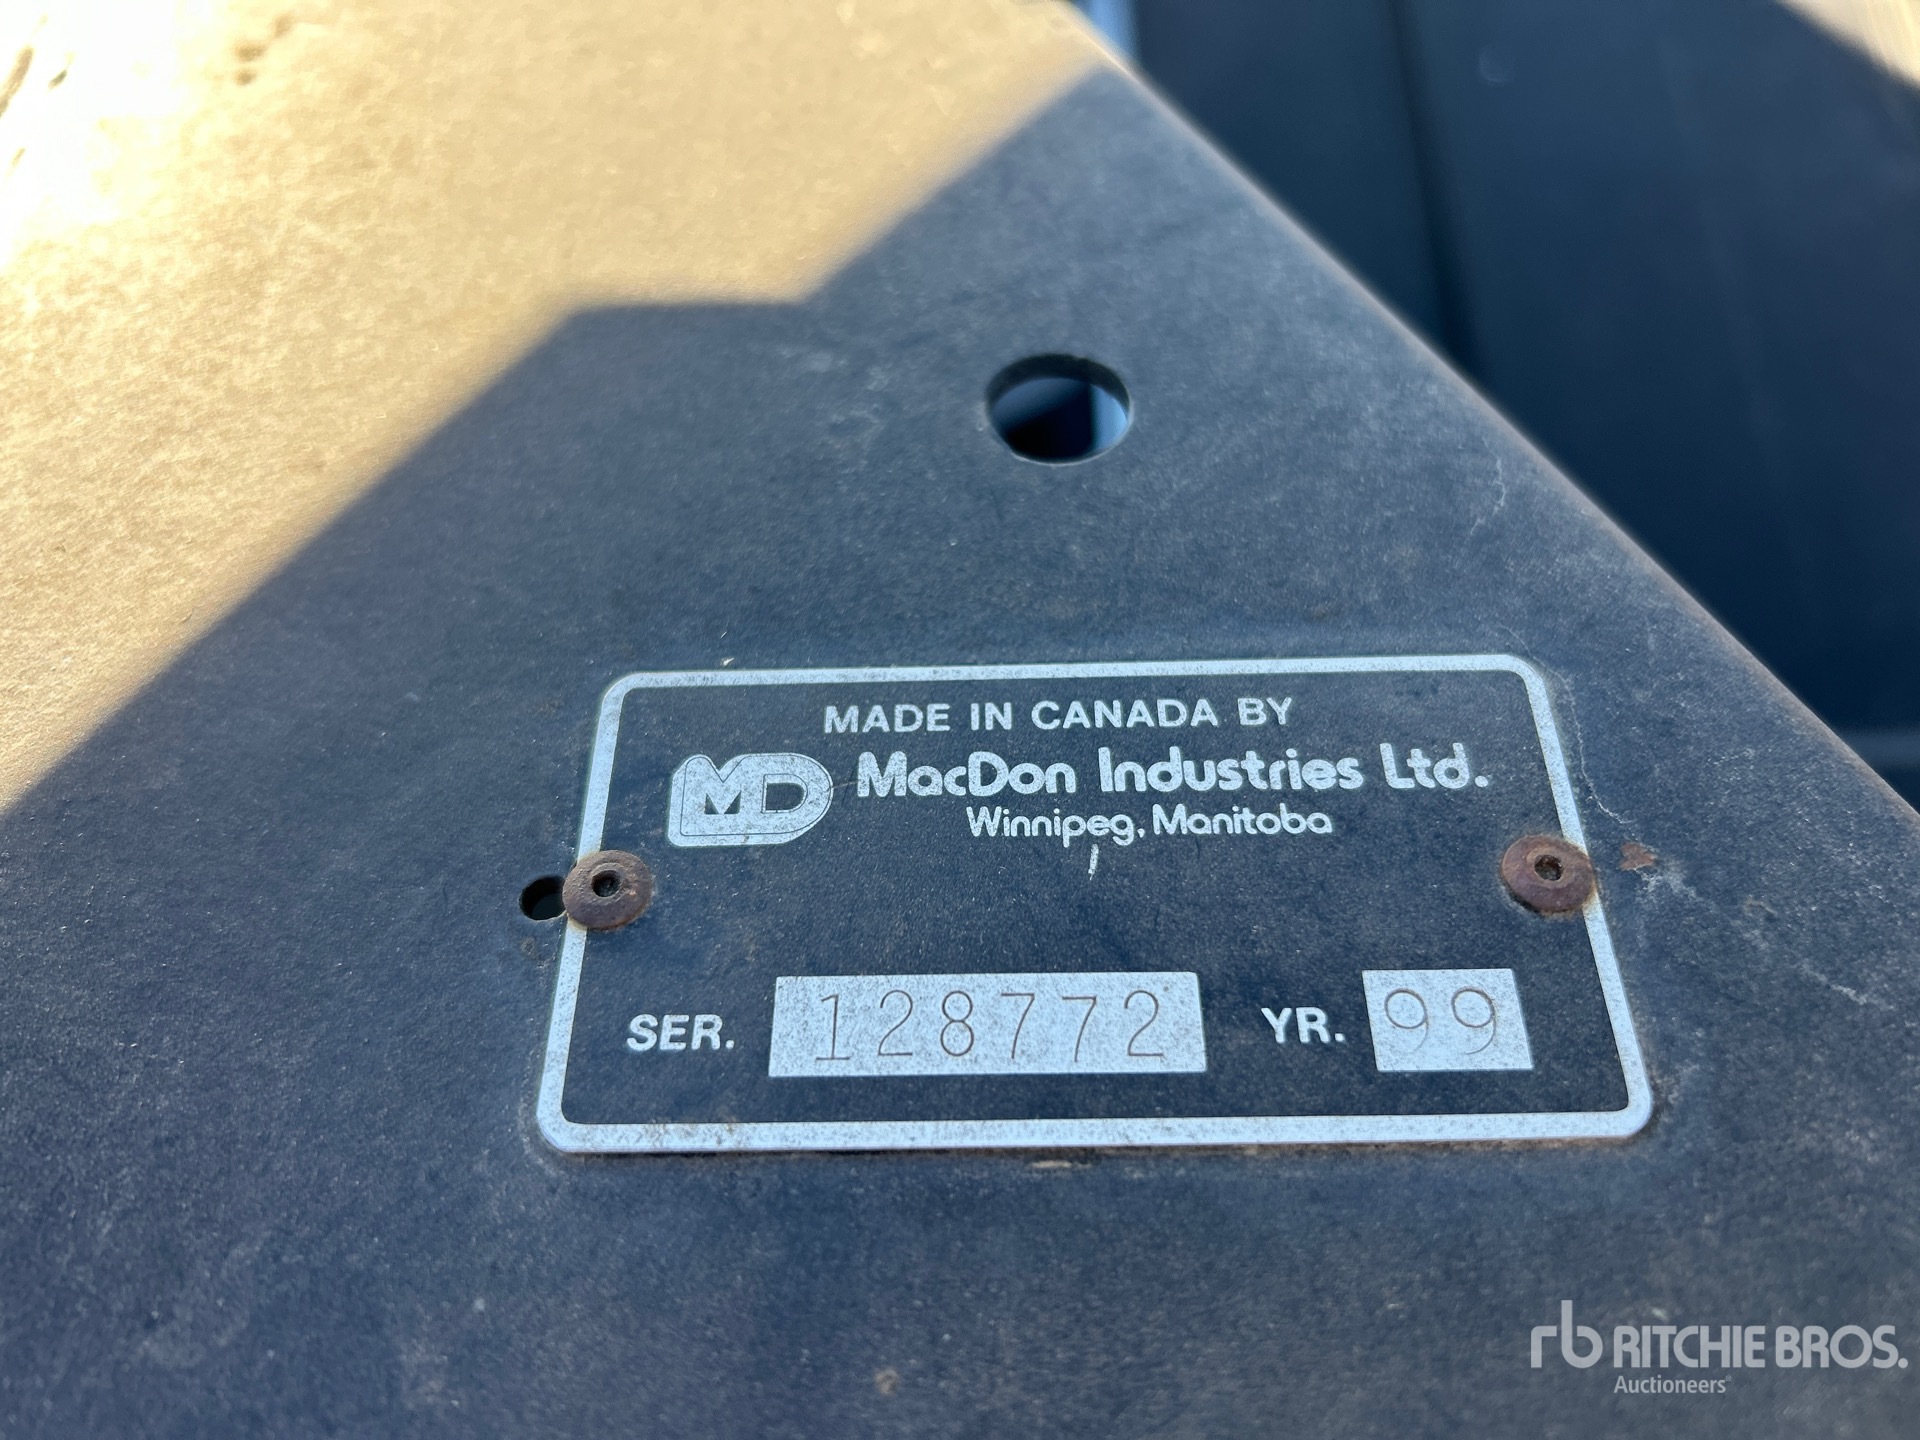 MADE IN CANADA BY
MD MacDon Industries Ltd.
Winnipeg, Manitoba
SER. 128772 YR. 99
rb RITCHIE BROS.
Auctioneers